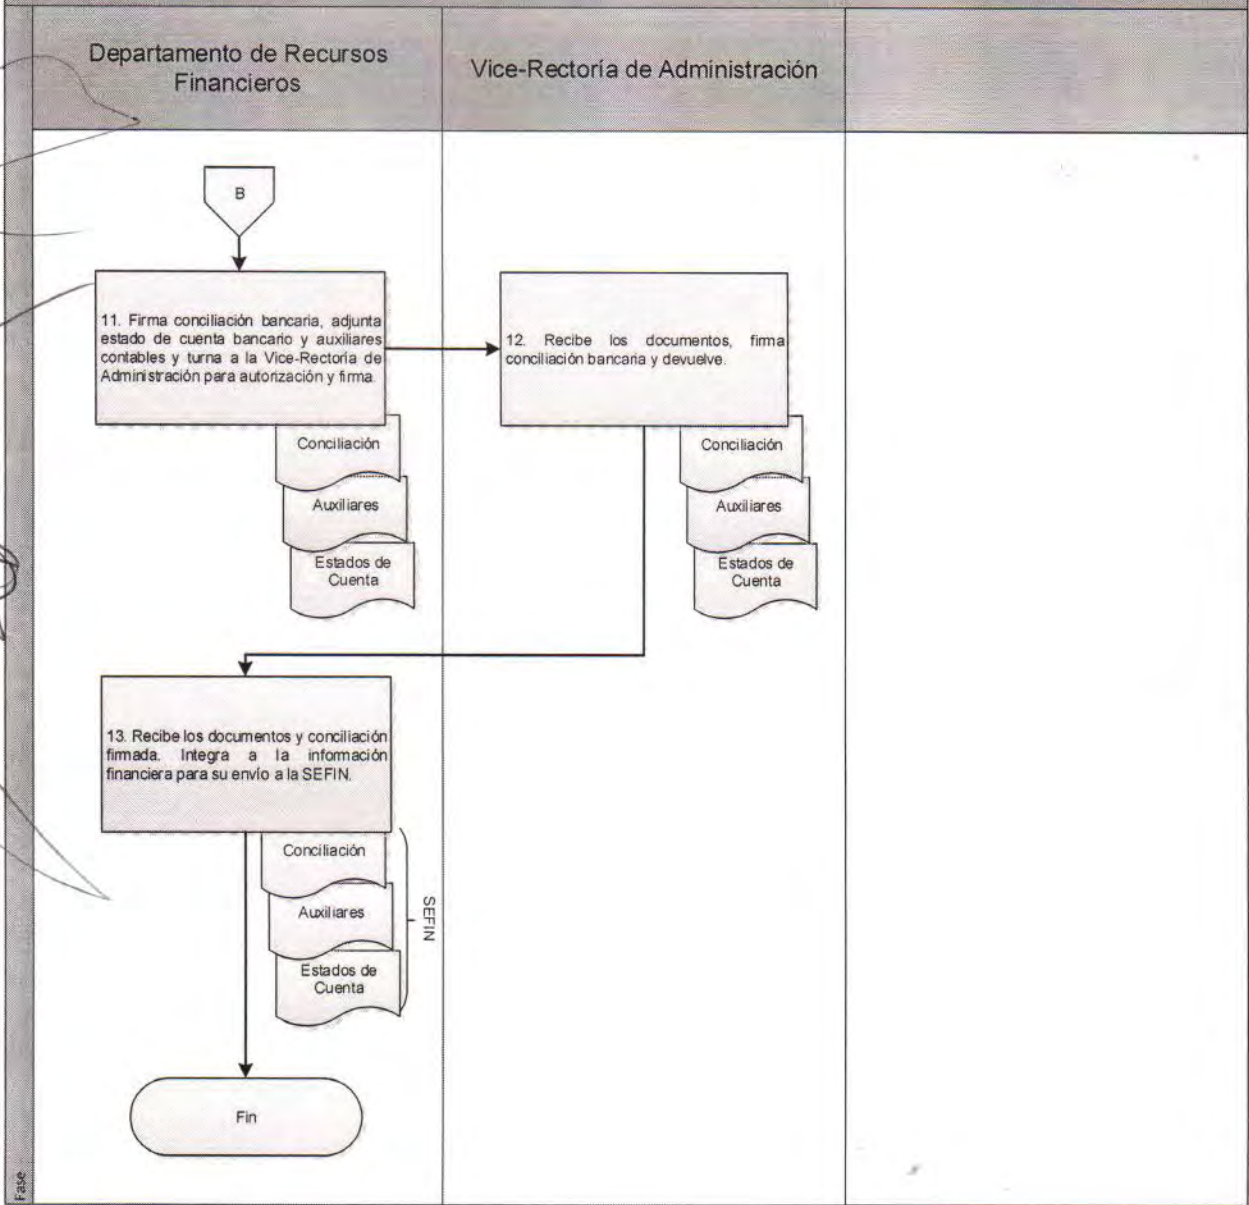 Departamento de Recursos
Financieros
Vice-Rectoría de Administración
B
11. Firma conciliación bancaria, adjunta
estado de cuenta bancario y auxiliares
contables y turna a la Vice-Rectoría de
Administración para autorización y firma.
12. Recibe los documentos, firma
conciliación bancaria y devuelve.
Conciliación
Auxiliares
Estados de
Cuenta
Conciliación
Auxiliares
Estados de
Cuenta
13. Recibe los documentos y conciliación
firmada. Integra a la información
financiera para su envío a la SEFIN.
Conciliación
Auxiliares
Estados de
Cuenta
SEFIN
Fin
Fase